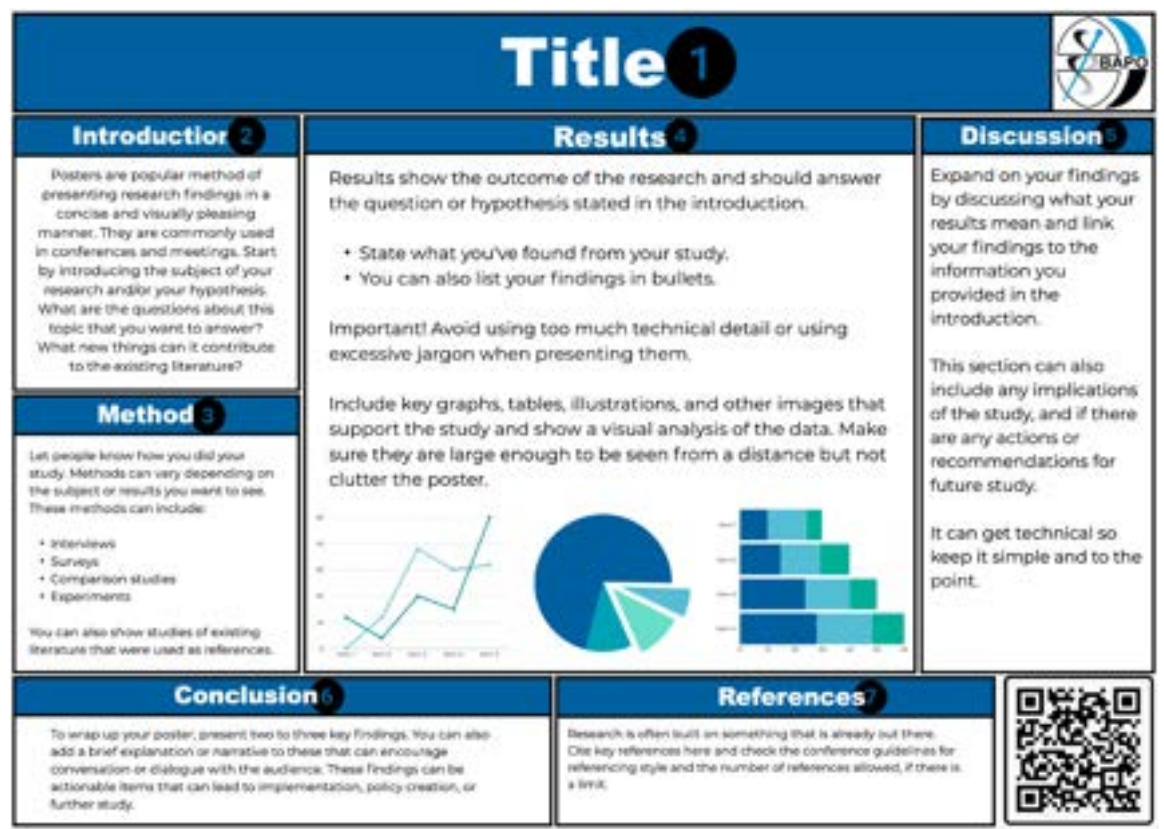 Title 1
BAPO
Introduction 2
Posters are popular method of
presenting research findings in a
concise and visually pleasing
manner. They are commonly used
in conferences and meetings. Start
by introducing the subject of your
research and/or your hypothesis.
What are the questions about this
topic that you want to answer?
What new things can it contribute
to the existing literature?
Method 3
Let people know how you did your
study. Methods can vary depending on
the subject or results you want to see.
These methods can include:
• Interviews
• Surveys
• Comparison studies
• Experiments
You can also show studies of existing
literature that were used as references.
Results 4
Results show the outcome of the research and should answer
the question or hypothesis stated in the introduction.
• State what you've found from your study.
• You can also list your findings in bullets.
Important! Avoid using too much technical detail or using
excessive jargon when presenting them.
Include key graphs, tables, illustrations, and other images that
support the study and show a visual analysis of the data. Make
sure they are large enough to be seen from a distance but not
clutter the poster.
Discussion 5
Expand on your findings
by discussing what your
results mean and link
your findings to the
information you
provided in the
introduction.
This section can also
include any implications
of the study, and if there
are any actions or
recommendations for
future study.
It can get technical so
keep it simple and to the
point.
Conclusion 6
To wrap up your poster, present two to three key findings. You can also
add a brief explanation or narrative to these that can encourage
conversation or dialogue with the audience. These findings can be
actionable items that can lead to implementation, policy creation, or
further study.
References 7
Research is often built on something that is already out there.
Cite key references here and check the conference guidelines for
referencing style and the number of references allowed, if there is
a limit.